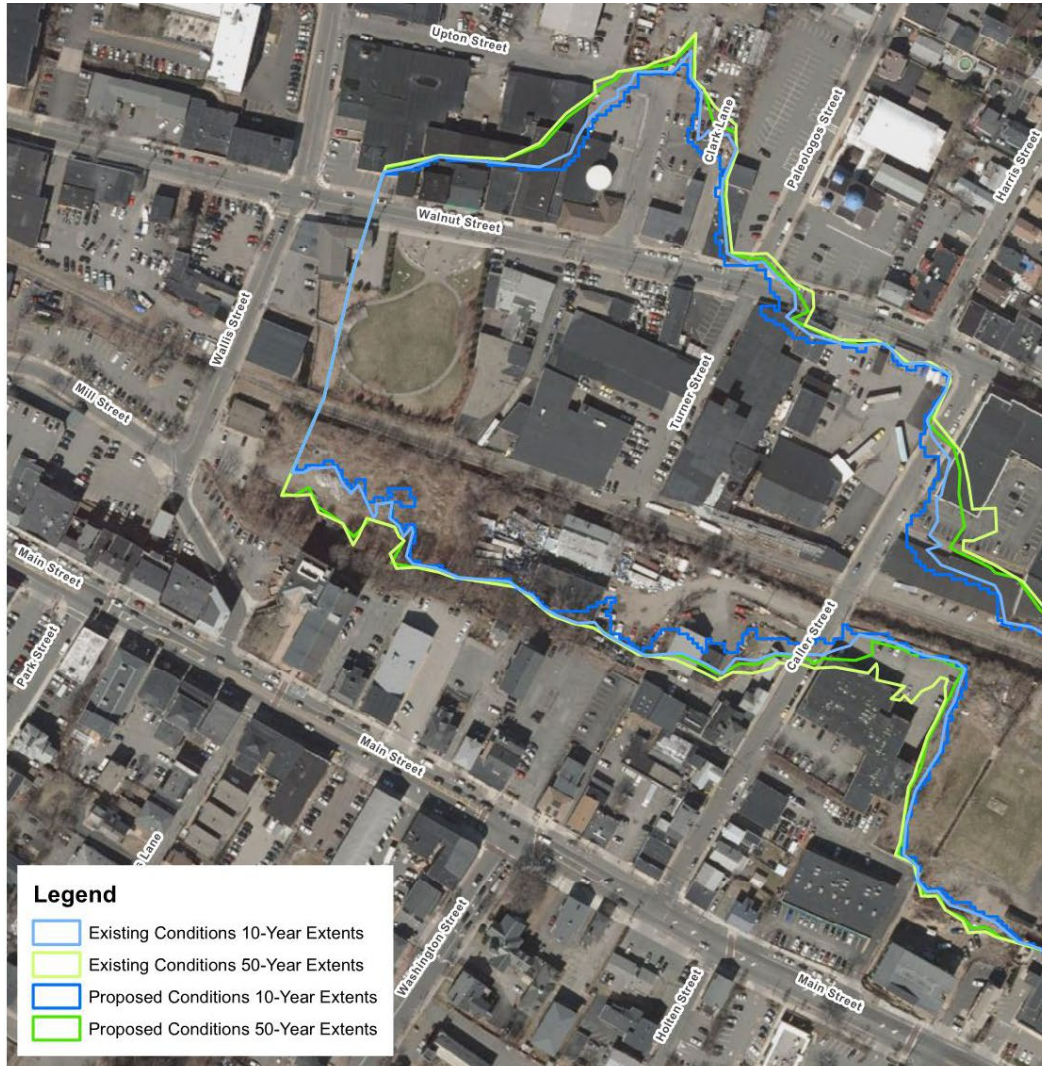 Upton Street
Clark Lane
Paleologos Street
Harris Street
Walnut Street
Wallis Street
Turner Street
Mill Street
Main Street
Caller Street
Park Street
Main Street
s Lane
Washington Street
Holten Street
Main Street
Legend
Existing Conditions 10-Year Extents
Existing Conditions 50-Year Extents
Proposed Conditions 10-Year Extents
Proposed Conditions 50-Year Extents